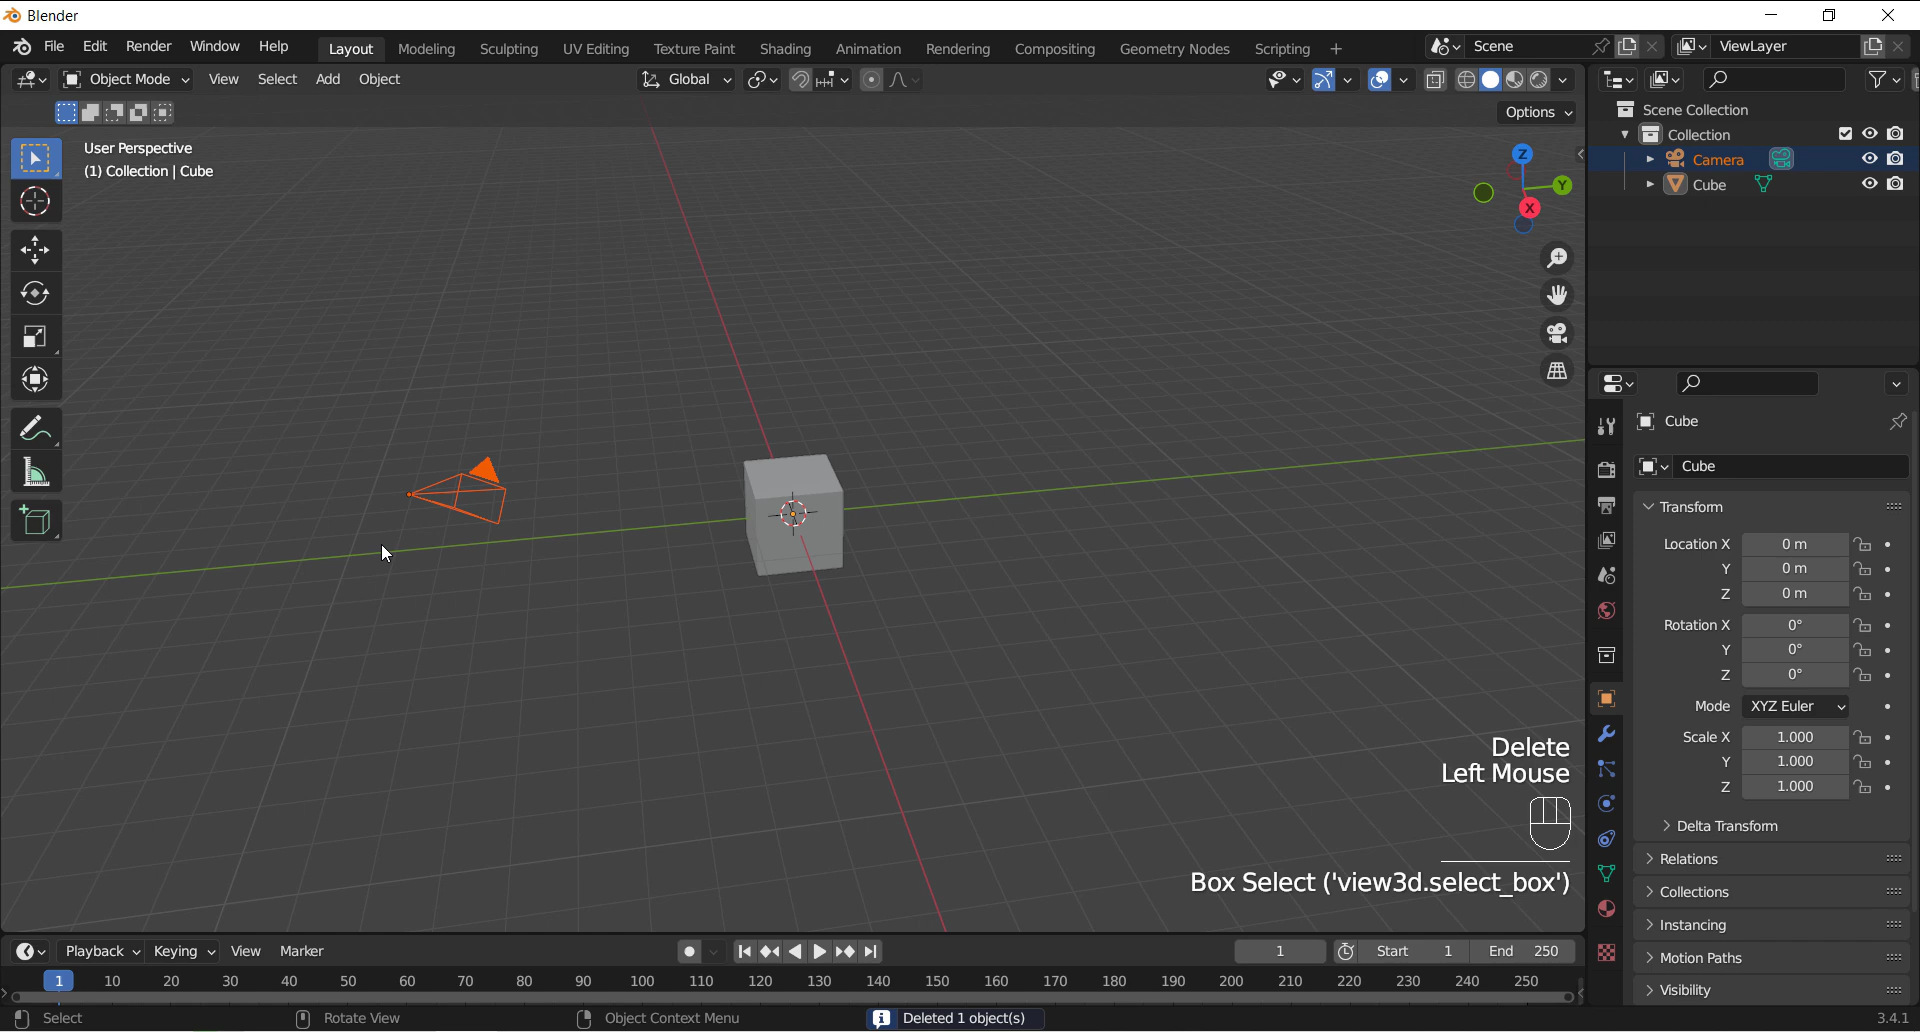 Blender
File Edit Render Window Help Layout Modeling Sculpting UV Editing Texture Paint Shading Animation Rendering Compositing Geometry Nodes Scripting + Scene ViewLayer
Object Mode View Select Add Object Global
Options
User Perspective
(1) Collection | Cube
Z
Y
X
Scene Collection
Collection
Camera
Cube
Cube
Cube
Transform
Location X 0 m
Y 0 m
Z 0 m
Rotation X 0°
Y 0°
Z 0°
Mode XYZ Euler
Scale X 1.000
Y 1.000
Z 1.000
Delta Transform
Relations
Collections
Instancing
Motion Paths
Visibility
Delete
Left Mouse
Box Select ('view3d.select_box')
Playback Keying View Marker 1 Start 1 End 250
1 10 20 30 40 50 60 70 80 90 100 110 120 130 140 150 160 170 180 190 200 210 220 230 240 250
Select Rotate View Object Context Menu Deleted 1 object(s) 3.4.1